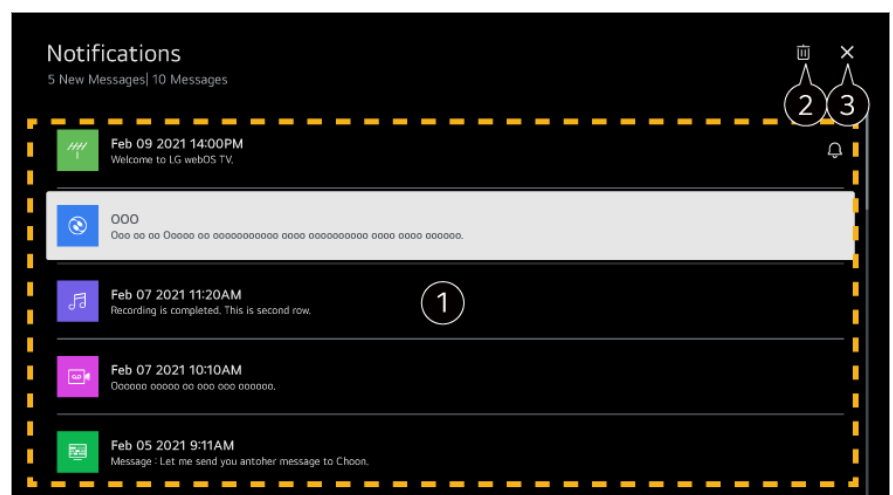 Notifications
5 New Messages| 10 Messages
2 3
Feb 09 2021 14:00PM
Welcome to LG webOS TV.
OOO
Ooo oo oo Ooooo oo ooooooooooo oooo oooooooooo oooo oooo oooooo.
1
Feb 07 2021 11:20AM
Recording is completed. This is second row.
Feb 07 2021 10:10AM
Oooooo ooooo oo ooo ooo oooooo.
Feb 05 2021 9:11AM
Message : Let me send you antoher message to Choon.